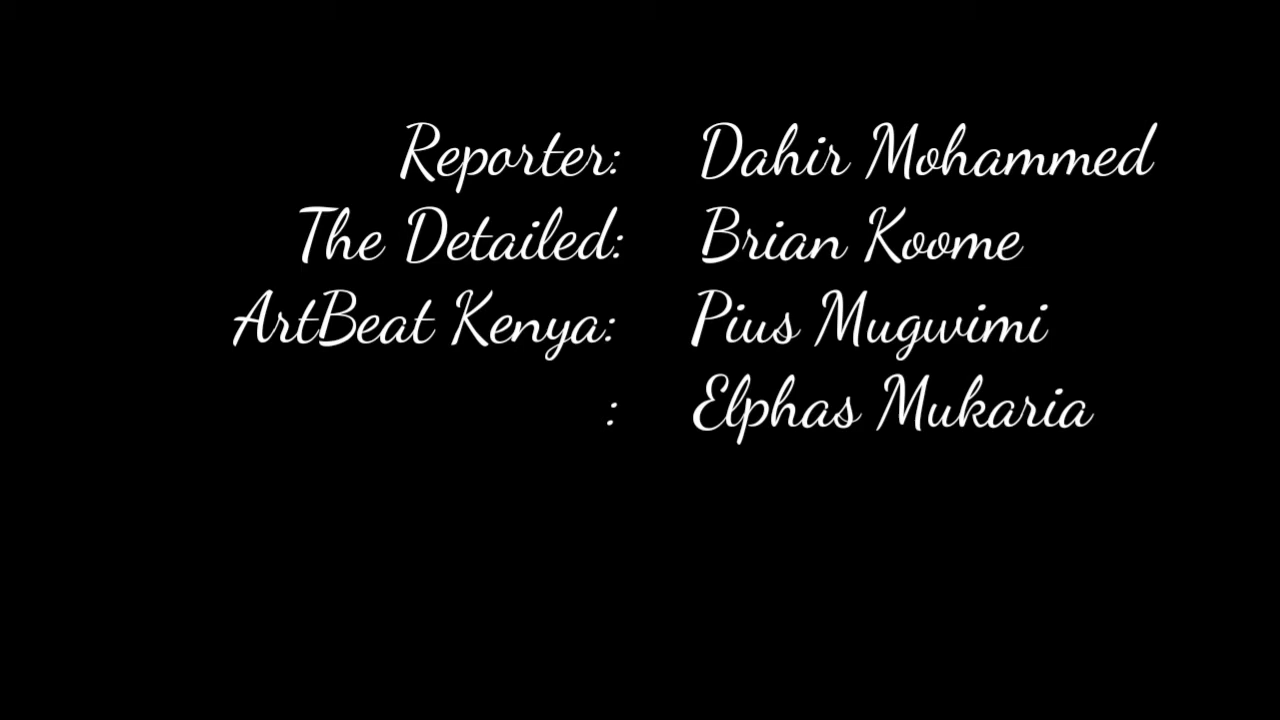 Reporter: Dahir Mohammed
The Detailed: Brian Koome
ArtBeat Kenya: Pius Mugwimi
: Elphas Mukaria